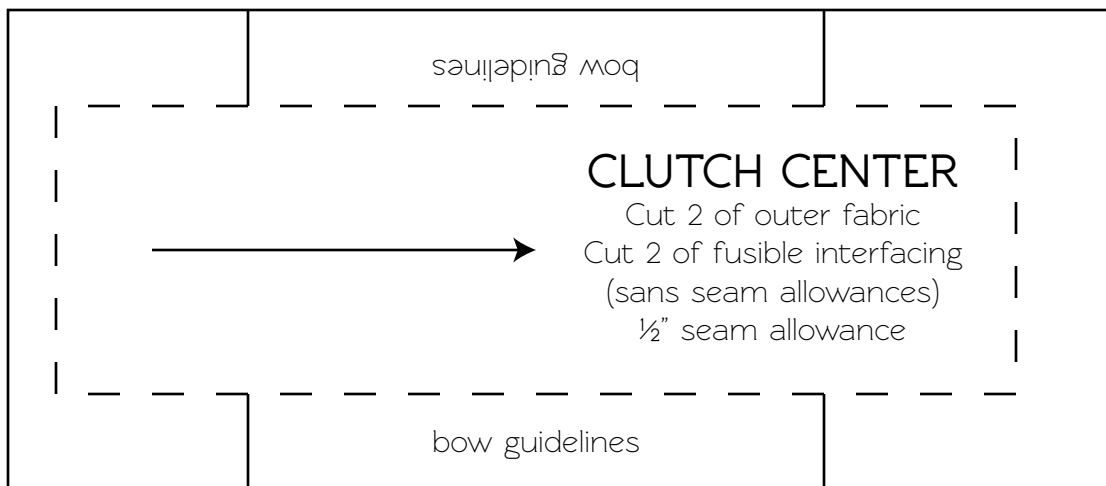 bow guidelines
CLUTCH CENTER
Cut 2 of outer fabric
Cut 2 of fusible interfacing
(sans seam allowances)
½” seam allowance
bow guidelines